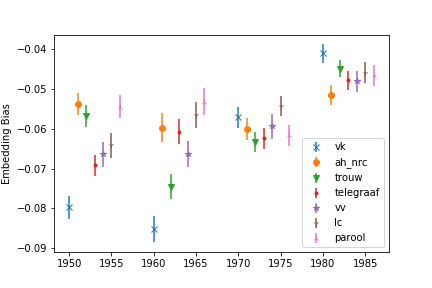 Embedding Bias
−0.04
−0.05
−0.06
−0.07
−0.08
−0.09
1950 1955 1960 1965 1970 1975 1980 1985
vk
ah_nrc
trouw
telegraaf
vv
lc
parool